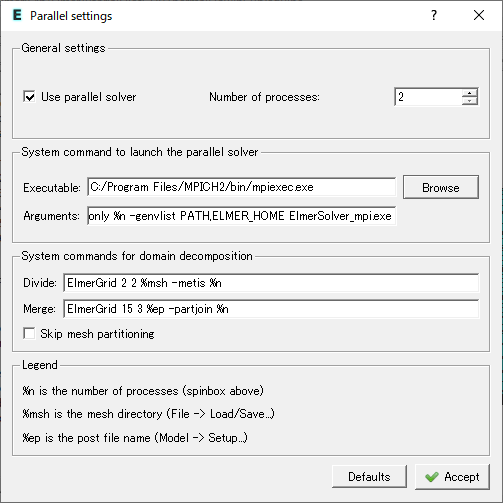 E Parallel settings
General settings
Use parallel solver Number of processes: 2
System command to launch the parallel solver
Executable: C:/Program Files/MPICH2/bin/mpiexec.exe Browse
Arguments: only %n -genvlist PATH,ELMER_HOME ElmerSolver_mpi.exe
System commands for domain decomposition
Divide: ElmerGrid 2 2 %msh -metis %n
Merge: ElmerGrid 15 3 %ep -partjoin %n
Skip mesh partitioning
Legend
%n is the number of processes (spinbox above)
%msh is the mesh directory (File -> Load/Save...)
%ep is the post file name (Model -> Setup...)
Defaults Accept